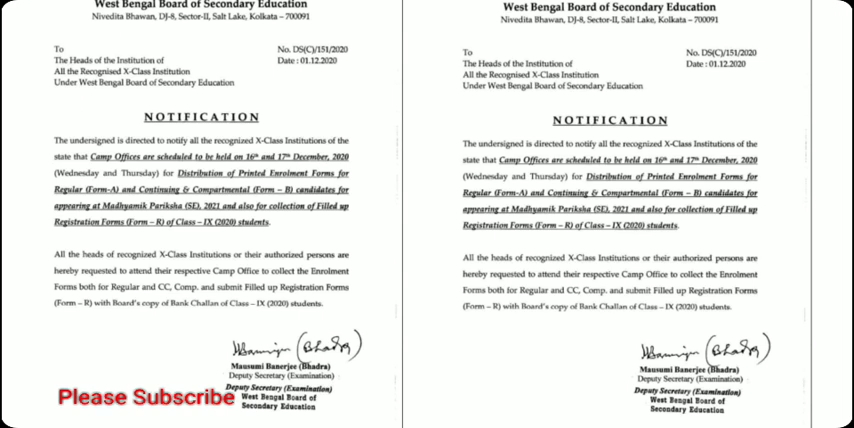 West Bengal Board of Secondary Education
Nivedita Bhawan, DJ-8, Sector-II, Salt Lake, Kolkata – 700091
To
No. DS(C)/151/2020
The Heads of the Institution of
Date : 01.12.2020
All the Recognised X-Class Institution
Under West Bengal Board of Secondary Education
NOTIFICATION
The undersigned is directed to notify all the recognized X-Class Institutions of the
state that Camp Offices are scheduled to be held on 16th and 17th December, 2020
(Wednesday and Thursday) for Distribution of Printed Enrolment Forms for
Regular (Form-A) and Continuing & Compartmental (Form – B) candidates for
appearing at Madhyamik Pariksha (SE), 2021 and also for collection of Filled up
Registration Forms (Form – R) of Class – IX (2020) students.
All the heads of recognized X-Class Institutions or their authorized persons are
hereby requested to attend their respective Camp Office to collect the Enrolment
Forms both for Regular and CC, Comp. and submit Filled up Registration Forms
(Form – R) with Board's copy of Bank Challan of Class – IX (2020) students.
(Bhadra)
Mausumi Banerjee (Bhadra)
Deputy Secretary (Examination)
Deputy Secretary (Examination)
West Bengal Board of
Secondary Education
Please Subscribe
West Bengal Board of Secondary Education
Nivedita Bhawan, DJ-8, Sector-II, Salt Lake, Kolkata – 700091
To
No. DS(C)/151/2020
The Heads of the Institution of
Date : 01.12.2020
All the Recognised X-Class Institution
Under West Bengal Board of Secondary Education
NOTIFICATION
The undersigned is directed to notify all the recognized X-Class Institutions of the
state that Camp Offices are scheduled to be held on 16th and 17th December, 2020
(Wednesday and Thursday) for Distribution of Printed Enrolment Forms for
Regular (Form-A) and Continuing & Compartmental (Form – B) candidates for
appearing at Madhyamik Pariksha (SE), 2021 and also for collection of Filled up
Registration Forms (Form – R) of Class – IX (2020) students.
All the heads of recognized X-Class Institutions or their authorized persons are
hereby requested to attend their respective Camp Office to collect the Enrolment
Forms both for Regular and CC, Comp. and submit Filled up Registration Forms
(Form – R) with Board's copy of Bank Challan of Class – IX (2020) students.
(Bhadra)
Mausumi Banerjee (Bhadra)
Deputy Secretary (Examination)
Deputy Secretary (Examination)
West Bengal Board of
Secondary Education